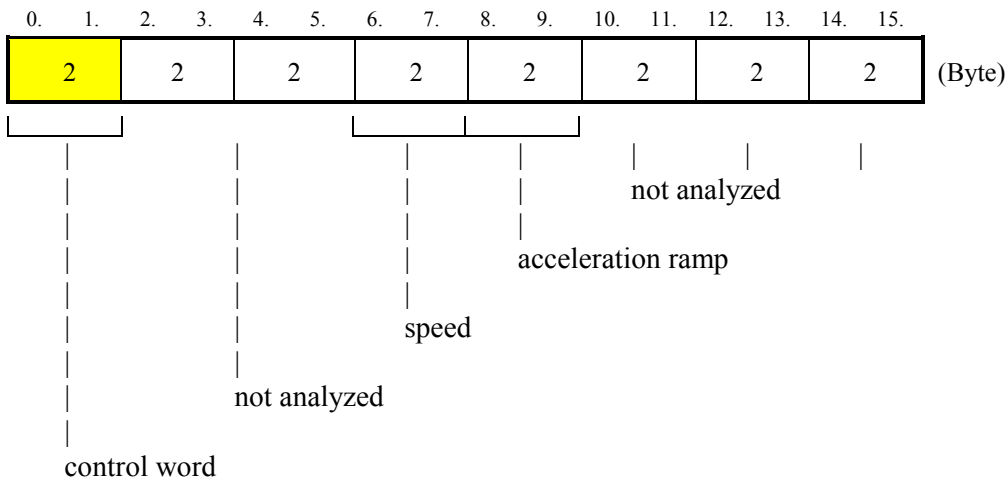 0. 1. 2. 3. 4. 5. 6. 7. 8. 9. 10. 11. 12. 13. 14. 15.
2 2 2 2 2 2 2 2 (Byte)
not analyzed
acceleration ramp
speed
not analyzed
control word